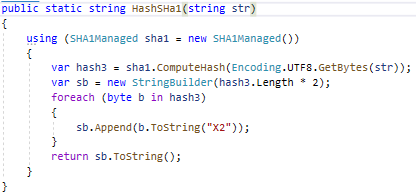 public static string HashSHa1(string str)
{
    using (SHA1Managed sha1 = new SHA1Managed())
    {
        var hash3 = sha1.ComputeHash(Encoding.UTF8.GetBytes(str));
        var sb = new StringBuilder(hash3.Length * 2);
        foreach (byte b in hash3)
        {
            sb.Append(b.ToString("X2"));
        }
        return sb.ToString();
    }
}